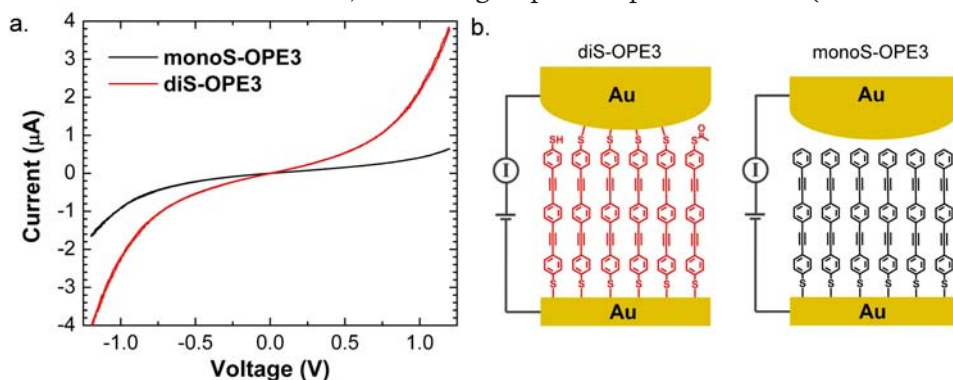 a.
monoS-OPE3
diS-OPE3
Current (μA)
4
3
2
1
0
-1
-2
-3
-4
-1.0
-0.5
0.0
0.5
1.0
Voltage (V)
b.
diS-OPE3
monoS-OPE3
Au
Au
I
I
SH
S
S
S
S
S
O
S
S
S
S
S
S
S
S
S
S
S
S
Au
Au